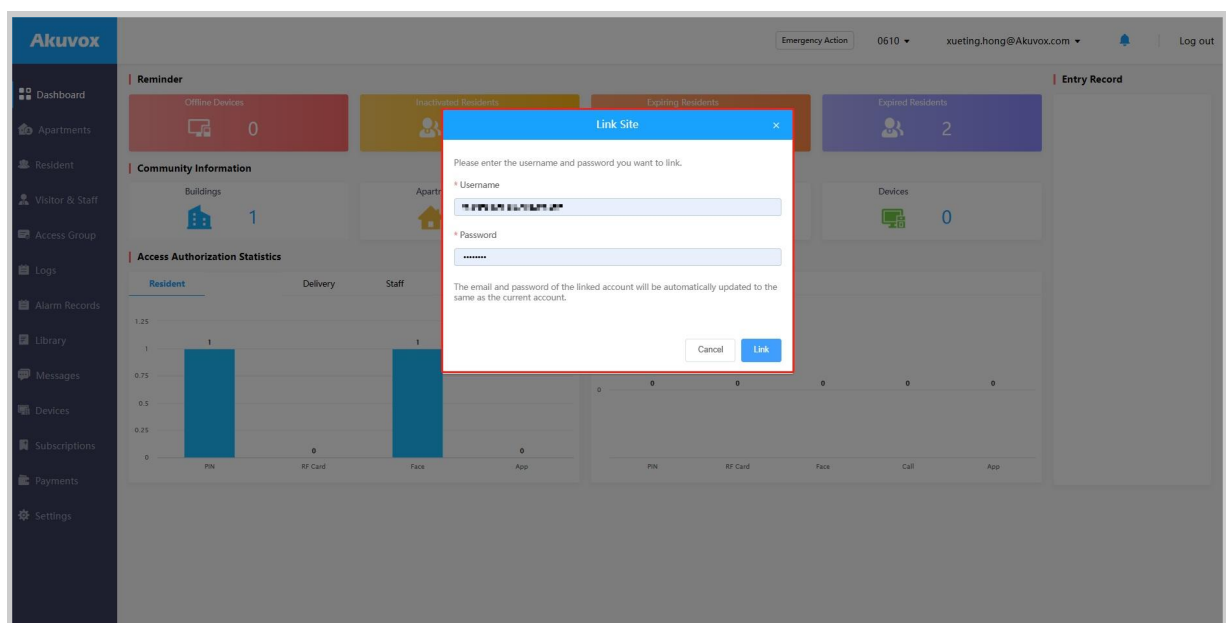 Akuvox
Emergency Action
0610
xueting.hong@Akuvox.com
Log out
Dashboard
Apartments
Resident
Visitor & Staff
Access Group
Logs
Alarm Records
Library
Messages
Devices
Subscriptions
Payments
Settings
Reminder
Offline Devices
0
Inactivated Residents
Expiring Residents
Expired Residents
2
Community Information
Buildings
1
Devices
0
Access Authorization Statistics
Resident Delivery Staff
1.25
1
0.75
0.5
0.25
0
1 0 1 0
PIN RF Card Face App
0
0 0 0 0 0
PIN RF Card Face Call App
Entry Record
Link Site ×
Please enter the username and password you want to link.
* Username
* Password
••••••••
The email and password of the linked account will be automatically updated to the
same as the current account.
Cancel Link